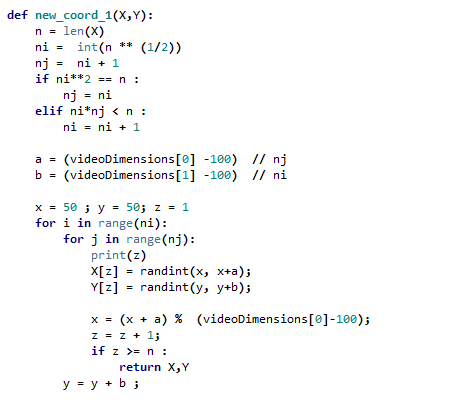 def new_coord_1(X,Y):
    n = len(X)
    ni =  int(n ** (1/2))
    nj =  ni + 1
    if ni**2 == n :
        nj = ni
    elif ni*nj < n :
        ni = ni + 1

    a = (videoDimensions[0] -100)  // nj
    b = (videoDimensions[1] -100)  // ni

    x = 50 ; y = 50; z = 1
    for i in range(ni):
        for j in range(nj):
            print(z)
            X[z] = randint(x, x+a);
            Y[z] = randint(y, y+b);

            x = (x + a) %  (videoDimensions[0]-100);
            z = z + 1;
            if z >= n :
                return X,Y
        y = y + b ;